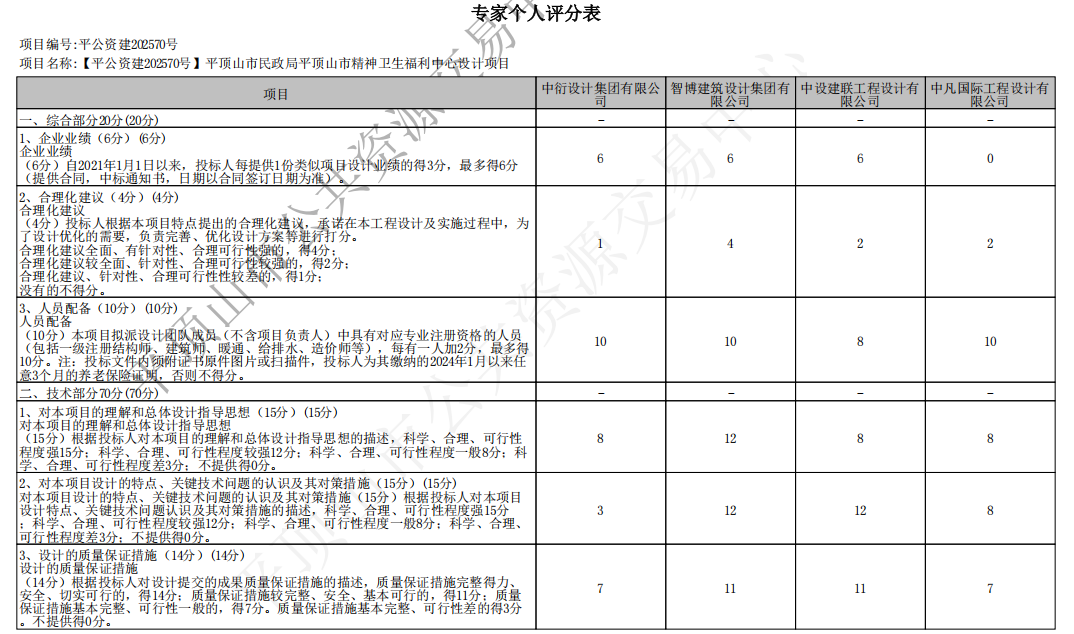 专家个人评分表
项目编号:平公资建202570号
项目名称:【平公资建202570号】平顶山市民政局平顶山市精神卫生福利中心设计项目
项目 中衍设计集团有限公司 智博建筑设计集团有限公司 中设建联工程设计有限公司 中凡国际工程设计有限公司
一、综合部分20分(20分) - - - -
1、企业业绩（6分）(6分)
企业业绩
（6分）自2021年1月1日以来，投标人每提供1份类似项目设计业绩的得3分，最多得6分
（提供合同，中标通知书，日期以合同签订日期为准）。
6 6 6 0
2、合理化建议（4分）(4分)
合理化建议
（4分）投标人根据本项目特点提出的合理化建议，承诺在本工程设计及实施过程中，为
了设计优化的需要，负责完善、优化设计方案等进行打分。
合理化建议全面、有针对性、合理可行性强的，得4分；
合理化建议较全面、针对性、合理可行性较强的，得2分；
合理化建议、针对性、合理可行性性较差的，得1分；
没有的不得分。
1 4 2 2
3、人员配备（10分）(10分)
人员配备
（10分）本项目拟派设计团队成员（不含项目负责人）中具有对应专业注册资格的人员
（包括一级注册结构师、建筑师、暖通、给排水、造价师等），每有一人加2分，最多得
10分。注：投标文件内须附证书原件图片或扫描件，投标人为其缴纳的2024年1月以来任
意3个月的养老保险证明，否则不得分。
10 10 8 10
二、技术部分70分(70分) - - - -
1、对本项目的理解和总体设计指导思想（15分）(15分)
对本项目的理解和总体设计指导思想
（15分）根据投标人对本项目的理解和总体设计指导思想的描述，科学、合理、可行性
程度强15分；科学、合理、可行性程度较强12分；科学、合理、可行性程度一般8分；科
学、合理、可行性程度差3分；不提供得0分。
8 12 8 8
2、对本项目设计的特点、关键技术问题的认识及其对策措施（15分）(15分)
对本项目设计的特点、关键技术问题的认识及其对策措施（15分）根据投标人对本项目
设计特点、关键技术问题认识及其对策措施的描述，科学、合理、可行性程度强15分
；科学、合理、可行性程度较强12分；科学、合理、可行性程度一般8分；科学、合理、
可行性程度差3分；不提供得0分。
3 12 12 8
3、设计的质量保证措施（14分）(14分)
设计的质量保证措施
（14分）根据投标人对设计提交的成果质量保证措施的描述，质量保证措施完整得力、
安全、切实可行的，得14分；质量保证措施较完整、安全、基本可行的，得11分；质量
保证措施基本完整、可行性一般的，得7分。质量保证措施基本完整、可行性差的得3分
。不提供得0分。
7 11 11 7
平顶山市公共资源交易中心
平顶山市公共资源交易中心